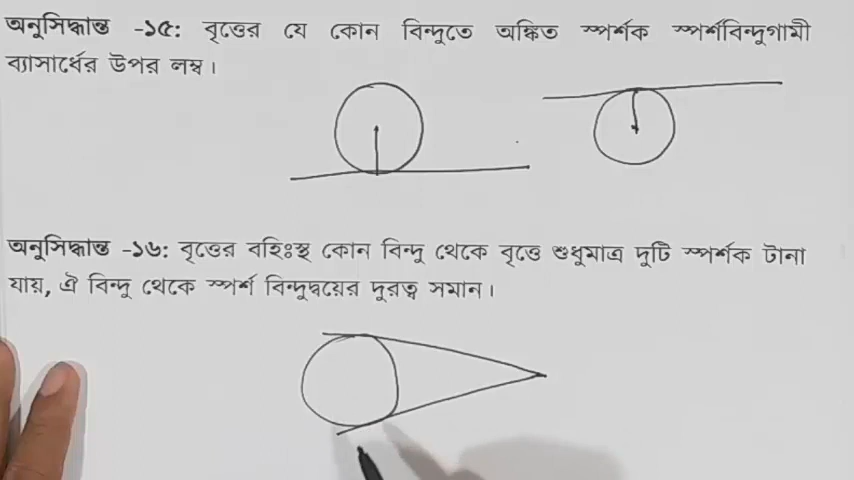 অনুসিদ্ধান্ত -১৫: বৃত্তের যে কোন বিন্দুতে অঙ্কিত স্পর্শক স্পর্শবিন্দুগামী
ব্যাসার্ধের উপর লম্ব।
অনুসিদ্ধান্ত -১৬: বৃত্তের বহিঃস্থ কোন বিন্দু থেকে বৃত্তে শুধুমাত্র দুটি স্পর্শক টানা
যায়, ঐ বিন্দু থেকে স্পর্শ বিন্দুদ্বয়ের দূরত্ব সমান।